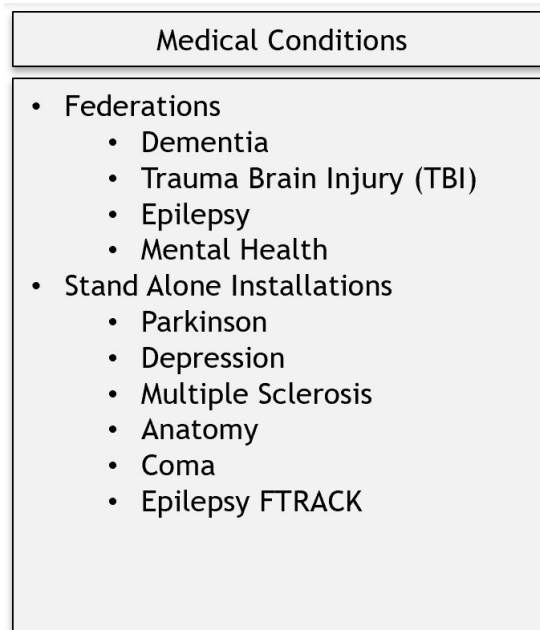 Medical Conditions
• Federations
• Dementia
• Trauma Brain Injury (TBI)
• Epilepsy
• Mental Health
• Stand Alone Installations
• Parkinson
• Depression
• Multiple Sclerosis
• Anatomy
• Coma
• Epilepsy FTRACK